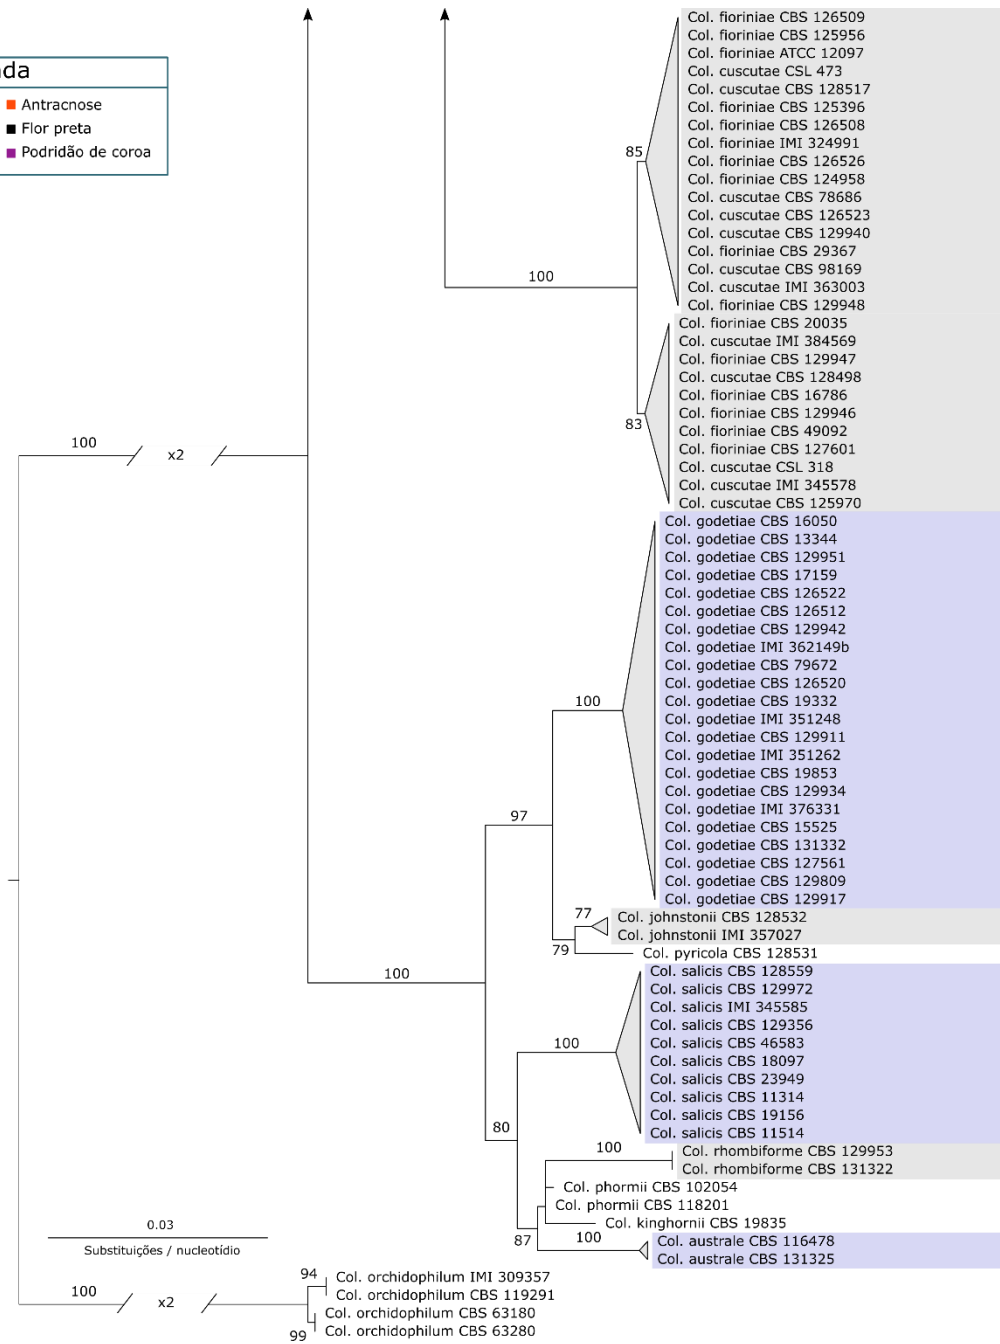 ada
Antracnose
Flor preta
Podridão de coroa
Col. fioriniae CBS 126509
Col. fioriniae CBS 125956
Col. fioriniae ATCC 12097
Col. cuscutae CSL 473
Col. cuscutae CBS 128517
Col. fioriniae CBS 125396
Col. fioriniae CBS 126508
Col. fioriniae IMI 324991
85
Col. fioriniae CBS 126526
Col. fioriniae CBS 124958
Col. cuscutae CBS 78686
Col. cuscutae CBS 126523
Col. cuscutae CBS 129940
Col. fioriniae CBS 29367
Col. cuscutae CBS 98169
100
Col. cuscutae IMI 363003
Col. fioriniae CBS 129948
Col. fioriniae CBS 20035
Col. cuscutae IMI 384569
Col. fioriniae CBS 129947
Col. cuscutae CBS 128498
Col. fioriniae CBS 16786
Col. fioriniae CBS 129946
83
Col. fioriniae CBS 49092
Col. fioriniae CBS 127601
100
x2
Col. cuscutae CSL 318
Col. cuscutae IMI 345578
Col. cuscutae CBS 125970
Col. godetiae CBS 16050
Col. godetiae CBS 13344
Col. godetiae CBS 129951
Col. godetiae CBS 17159
Col. godetiae CBS 126522
Col. godetiae CBS 126512
Col. godetiae CBS 129942
Col. godetiae IMI 362149b
Col. godetiae CBS 79672
Col. godetiae CBS 126520
100
Col. godetiae CBS 19332
Col. godetiae IMI 351248
Col. godetiae CBS 129911
Col. godetiae IMI 351262
Col. godetiae CBS 19853
Col. godetiae CBS 129934
Col. godetiae IMI 376331
97
Col. godetiae CBS 15525
Col. godetiae CBS 131332
Col. godetiae CBS 127561
Col. godetiae CBS 129809
Col. godetiae CBS 129917
77
Col. johnstonii CBS 128532
Col. johnstonii IMI 357027
79
Col. pyricola CBS 128531
100
Col. salicis CBS 128559
Col. salicis CBS 129972
Col. salicis IMI 345585
Col. salicis CBS 129356
100
Col. salicis CBS 46583
Col. salicis CBS 18097
Col. salicis CBS 23949
Col. salicis CBS 11314
Col. salicis CBS 19156
80
Col. salicis CBS 11514
100
Col. rhombiforme CBS 129953
Col. rhombiforme CBS 131322
Col. phormii CBS 102054
Col. phormii CBS 118201
Col. kinghornii CBS 19835
87
100
Col. australe CBS 116478
Col. australe CBS 131325
0.03
Substituições / nucleotídio
94
Col. orchidophilum IMI 309357
100
x2
Col. orchidophilum CBS 119291
Col. orchidophilum CBS 63180
99
Col. orchidophilum CBS 63280